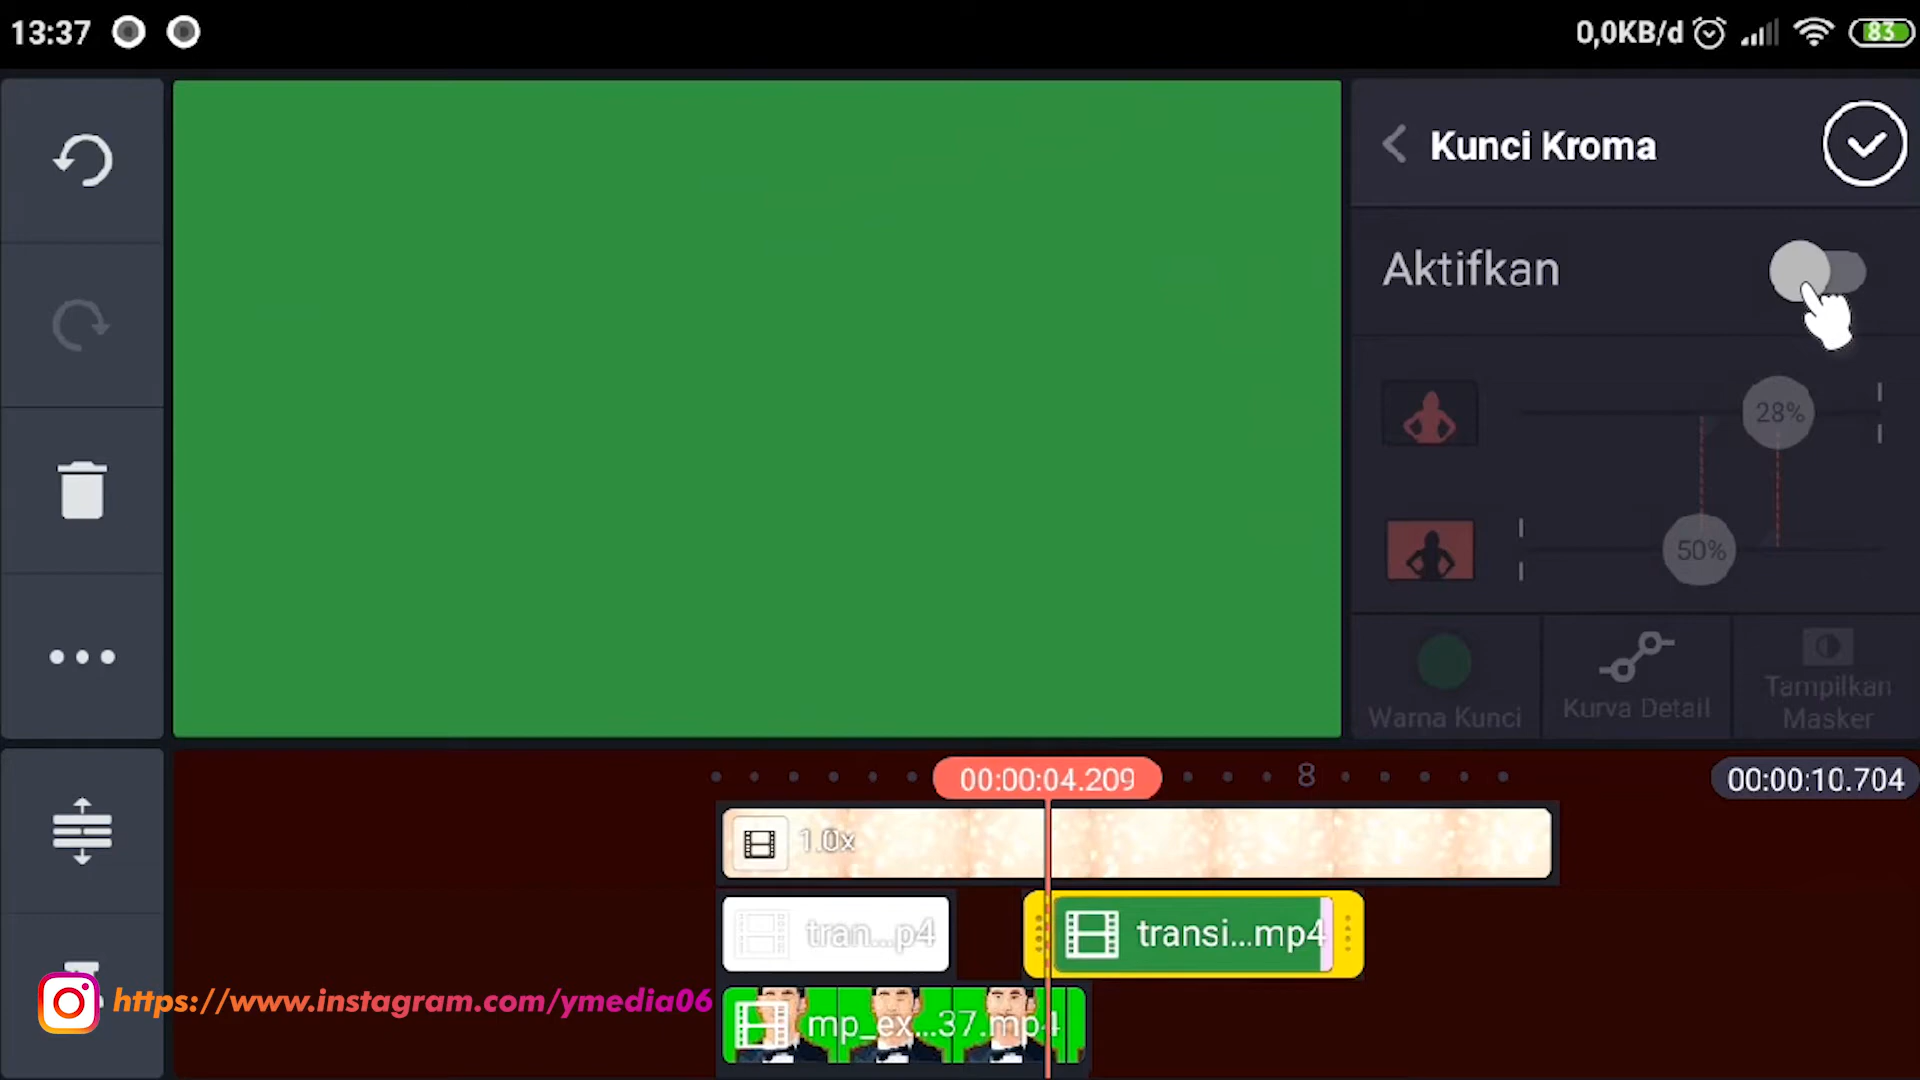 13:37
0,0KB/d
83
Kunci Kroma
Aktifkan
28%
50%
Warna Kunci
Kurva Detail
Tampilkan
Masker
00:00:04.209
8
00:00:10.704
1.0x
tran...p4
transi...mp4
https://www.instagram.com/ymedia06
mp_ex...37.mp4